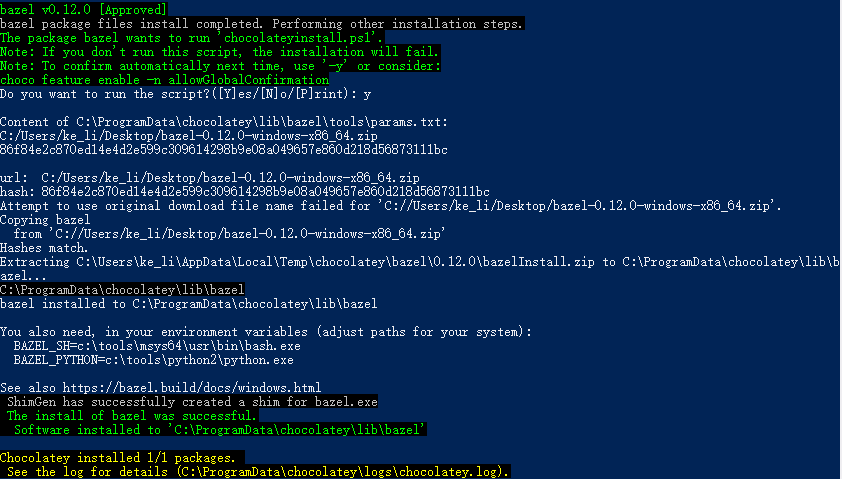 bazel v0.12.0 [Approved]
bazel package files install completed. Performing other installation steps.
The package bazel wants to run 'chocolateyinstall.ps1'.
Note: If you don't run this script, the installation will fail.
Note: To confirm automatically next time, use '-y' or consider:
choco feature enable -n allowGlobalConfirmation
Do you want to run the script?([Y]es/[N]o/[P]rint): y
Content of C:\ProgramData\chocolatey\lib\bazel\tools\params.txt:
C:/Users/ke_li/Desktop/bazel-0.12.0-windows-x86_64.zip
86f84e2c870ed14e4d2e599c309614298b9e08a049657e860d218d56873111bc
url:  C:/Users/ke_li/Desktop/bazel-0.12.0-windows-x86_64.zip
hash: 86f84e2c870ed14e4d2e599c309614298b9e08a049657e860d218d56873111bc
Attempt to use original download file name failed for 'C://Users/ke_li/Desktop/bazel-0.12.0-windows-x86_64.zip'.
Copying bazel
  from 'C://Users/ke_li/Desktop/bazel-0.12.0-windows-x86_64.zip'
Hashes match.
Extracting C:\Users\ke_li\AppData\Local\Temp\chocolatey\bazel\0.12.0\bazelInstall.zip to C:\ProgramData\chocolatey\lib\b
azel...
C:\ProgramData\chocolatey\lib\bazel
bazel installed to C:\ProgramData\chocolatey\lib\bazel
You also need, in your environment variables (adjust paths for your system):
  BAZEL_SH=c:\tools\msys64\usr\bin\bash.exe
  BAZEL_PYTHON=c:\tools\python2\python.exe
See also https://bazel.build/docs/windows.html
 ShimGen has successfully created a shim for bazel.exe
 The install of bazel was successful.
  Software installed to 'C:\ProgramData\chocolatey\lib\bazel'
Chocolatey installed 1/1 packages.
 See the log for details (C:\ProgramData\chocolatey\logs\chocolatey.log).